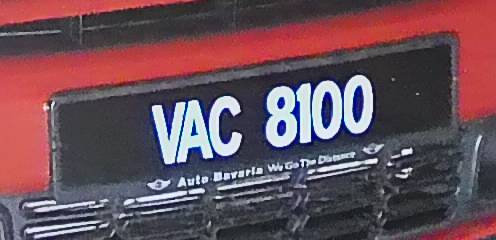 VAC 8100
Auto Bavaria We Go The Distance